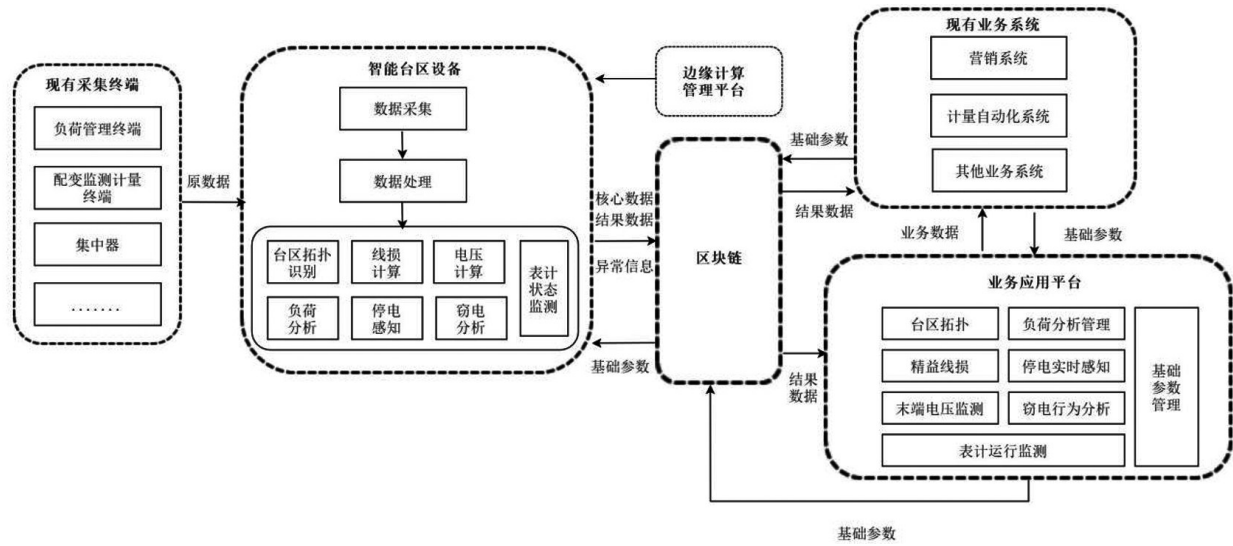 现有采集终端
负荷管理终端
配变监测计量
终端
集中器
.......
原数据
智能台区设备
数据采集
数据处理
台区拓扑
识别
线损
计算
电压
计算
负荷
分析
停电
感知
窃电
分析
表计
状态
监测
边缘计算
管理平台
核心数据
结果数据
异常信息
基础参数
区块链
基础参数
结果数据
现有业务系统
营销系统
计量自动化系统
其他业务系统
业务数据
基础参数
结果
数据
业务应用平台
台区拓扑
负荷分析管理
精益线损
停电实时感知
末端电压监测
窃电行为分析
表计运行监测
基础
参数
管理
基础参数